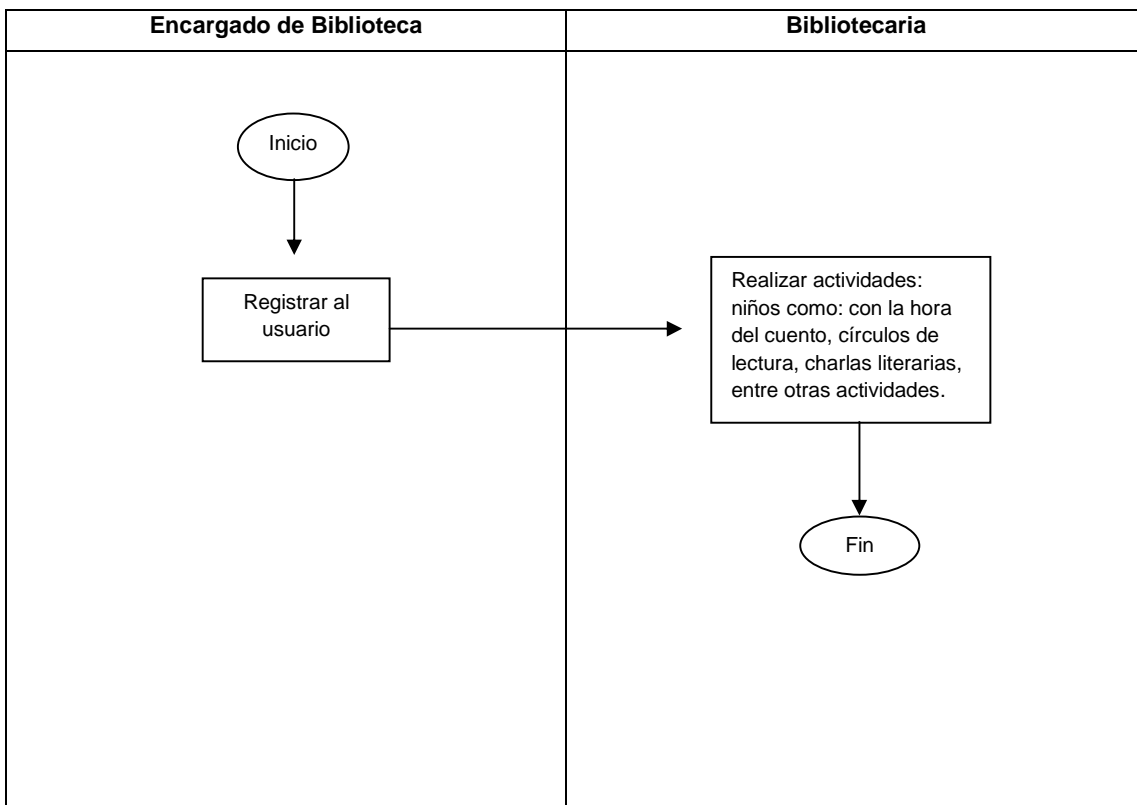 Encargado de Biblioteca
Bibliotecaria
Inicio
Registrar al
usuario
Realizar actividades:
niños como: con la hora
del cuento, círculos de
lectura, charlas literarias,
entre otras actividades.
Fin